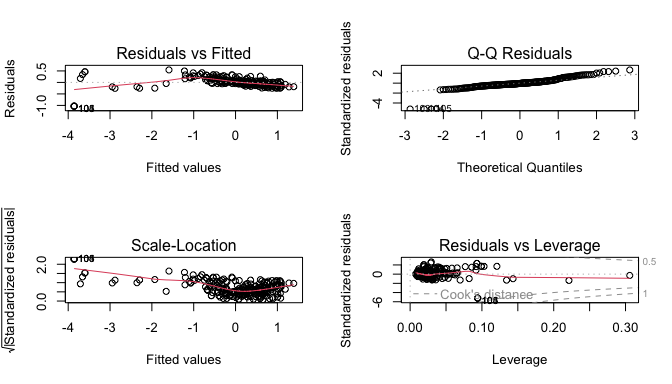 Residuals vs Fitted
Residuals
0.5
-1.0
105
-4 -3 -2 -1 0 1
Fitted values
Q-Q Residuals
Standardized residuals
2
-4
105
-3 -2 -1 0 1 2 3
Theoretical Quantiles
Scale-Location
√|Standardized residuals|
2.0
0.0
105
-4 -3 -2 -1 0 1
Fitted values
Residuals vs Leverage
Standardized residuals
0
-6
Cook's distance
105
0.5
1
0.00 0.10 0.20 0.30
Leverage